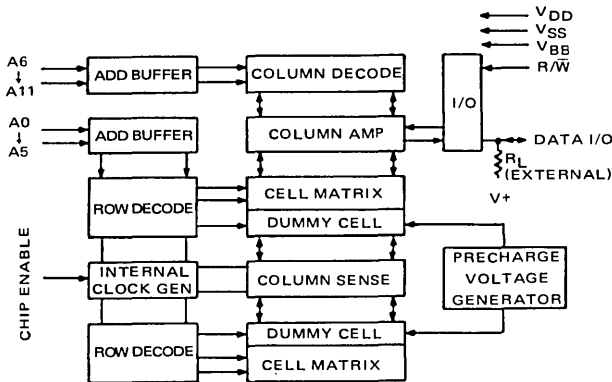 V_DD
V_SS
V_BB
R/W̅
A6
A11
ADD BUFFER
COLUMN DECODE
I/O
A0
A5
ADD BUFFER
COLUMN AMP
DATA I/O
R_L
(EXTERNAL)
V+
ROW DECODE
CELL MATRIX
DUMMY CELL
CHIP ENABLE
INTERNAL
CLOCK GEN
COLUMN SENSE
PRECHARGE
VOLTAGE
GENERATOR
ROW DECODE
DUMMY CELL
CELL MATRIX